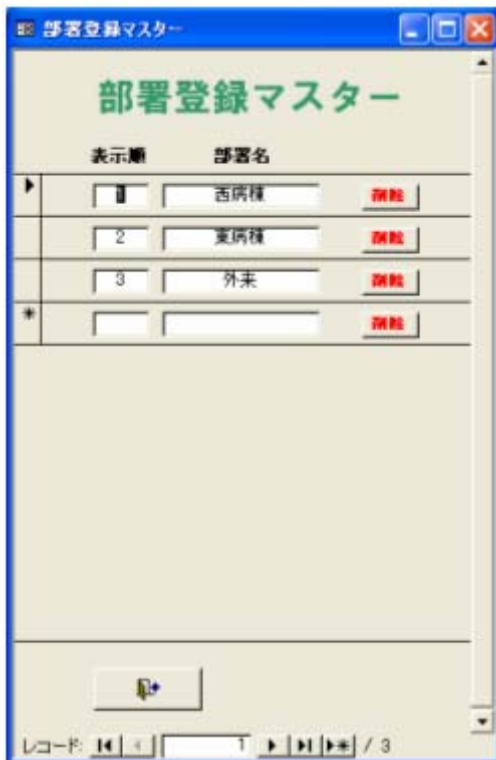 部署登録マスター
部署登録マスター
表示順 部署名
1 西病棟 削除
2 東病棟 削除
3 外来 削除
* 削除
レコード: 1 / 3